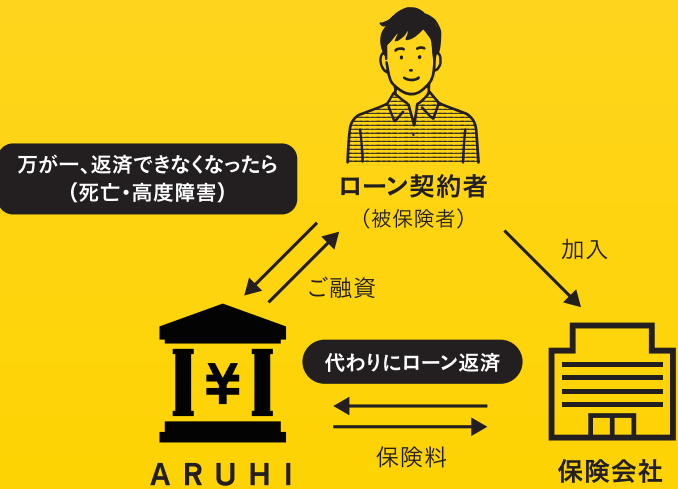 万が一、返済できなくなったら
（死亡・高度障害）
ローン契約者
（被保険者）
加入
ご融資
¥
代わりにローン返済
保険料
ARUHI
保険会社